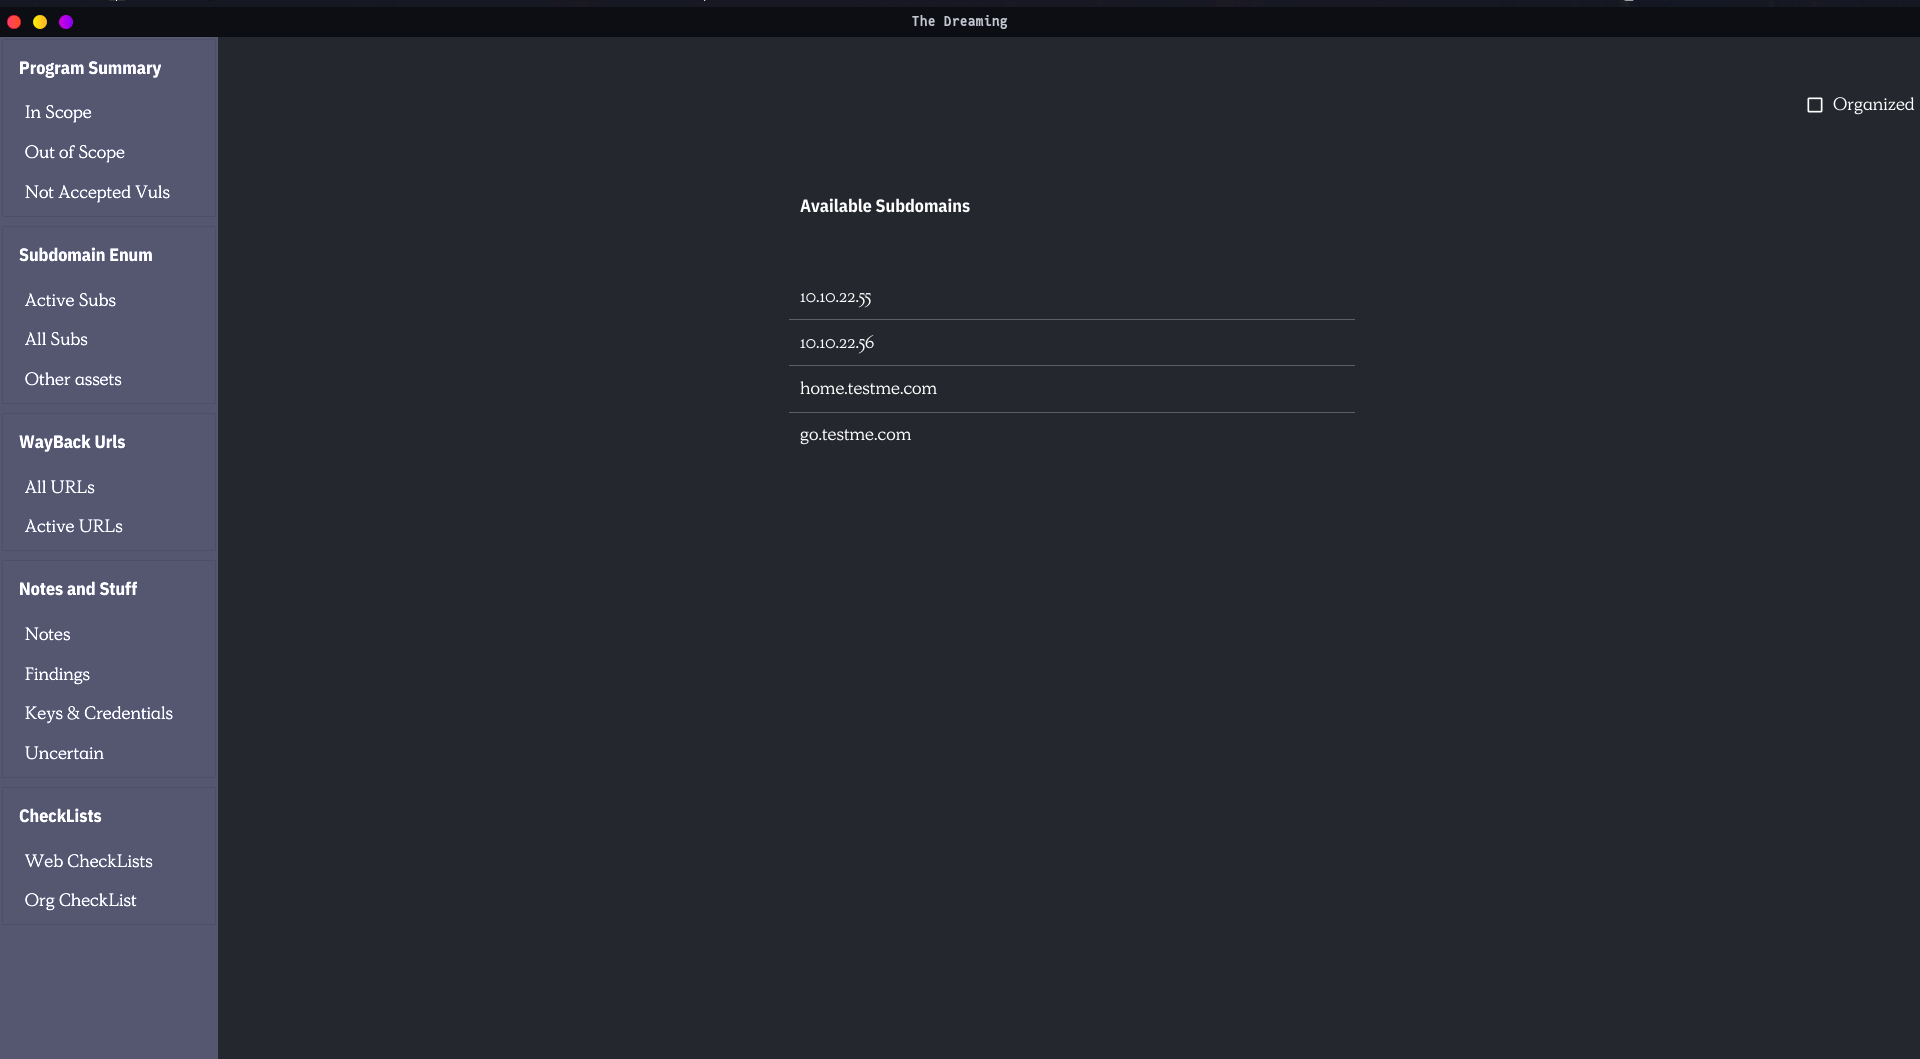 The Dreaming
Program Summary
In Scope
Out of Scope
Not Accepted Vuls
Subdomain Enum
Active Subs
All Subs
Other assets
WayBack Urls
All URLs
Active URLs
Notes and Stuff
Notes
Findings
Keys & Credentials
Uncertain
CheckLists
Web CheckLists
Org CheckList
Organized
Available Subdomains
10.10.22.55
10.10.22.56
home.testme.com
go.testme.com